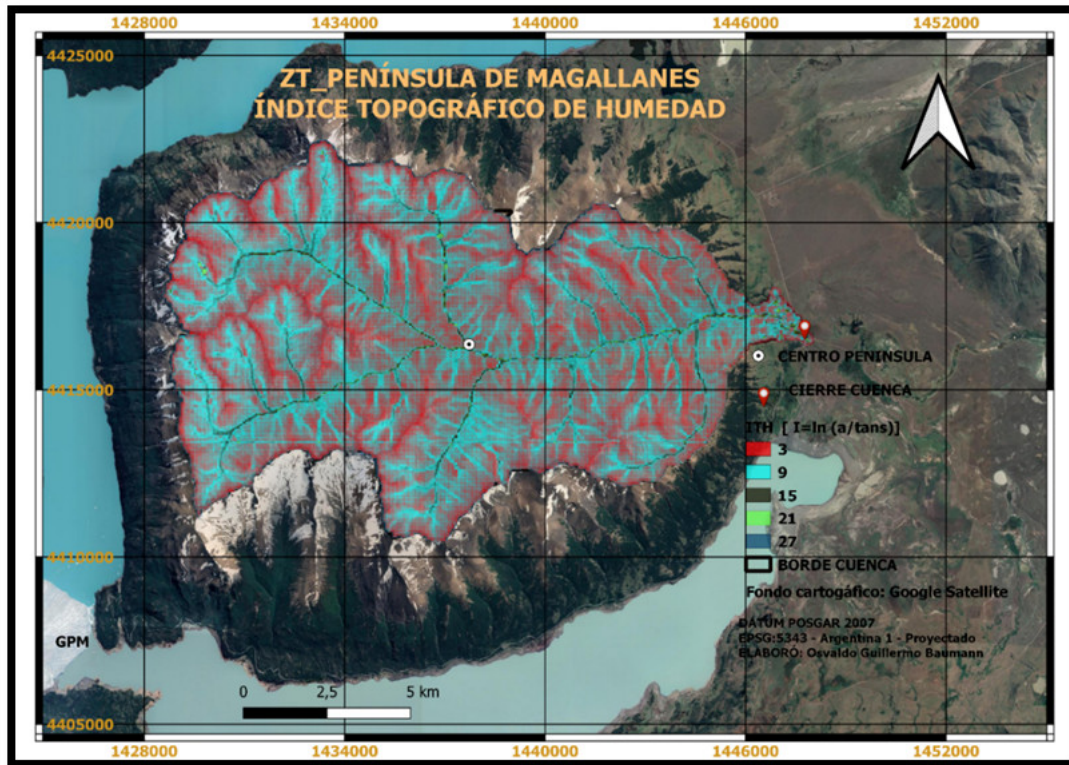 1428000 1434000 1440000 1446000 1452000
4425000
ZT_PENÍNSULA DE MAGALLANES
ÍNDICE TOPOGRÁFICO DE HUMEDAD
4420000
CENTRO PENINSULA
4415000
CIERRE CUENCA
ITH [ I=ln (a/tans)]
3
9
15
21
27
4410000
BORDE CUENCA
Fondo cartogáfico: Google Satellite
DATUM POSGAR 2007
EPSG:5343 - Argentina 1 - Proyectado
ELABORÓ: Osvaldo Guillermo Baumann
GPM
0 2,5 5 km
4405000
1428000 1434000 1440000 1446000 1452000